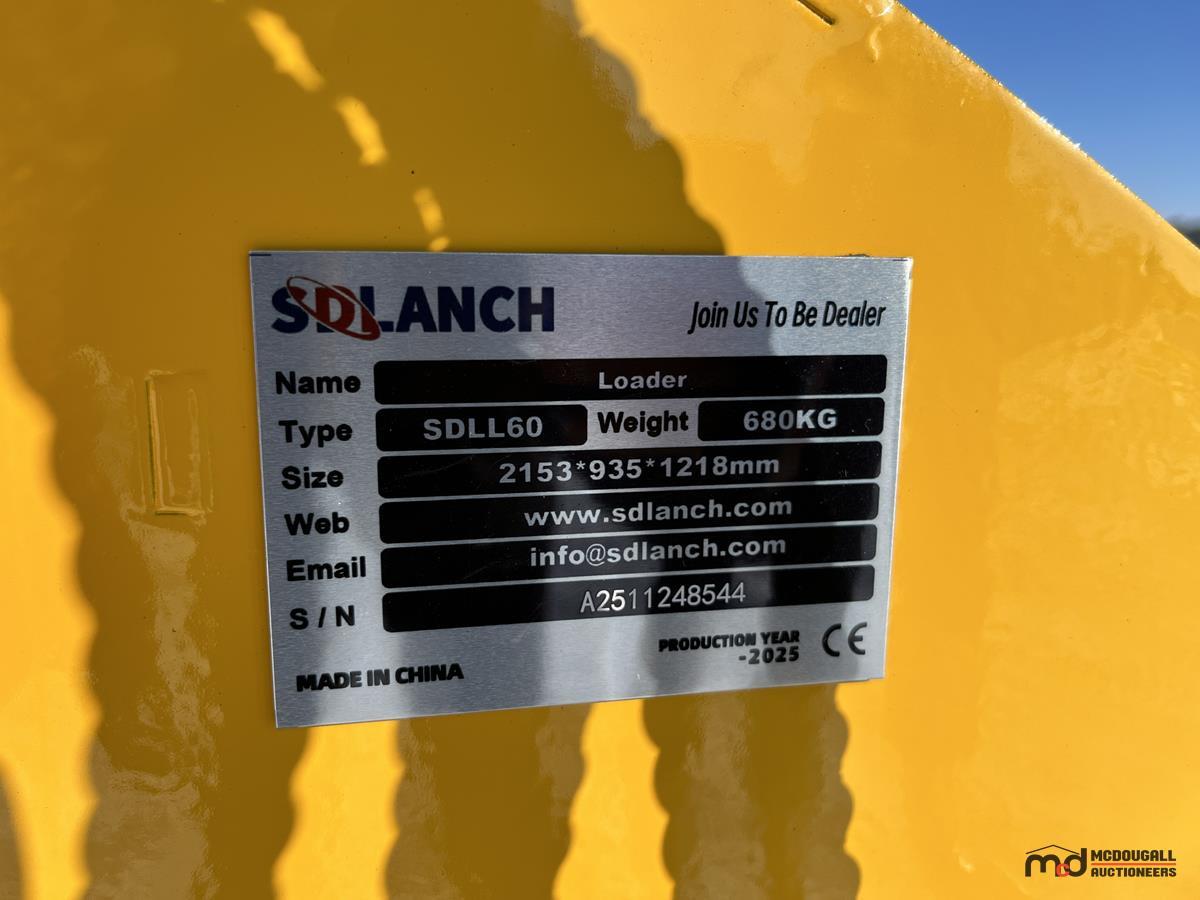 SDLANCH Join Us To Be Dealer
Name Loader
Type SDLL60 Weight 680KG
Size 2153*935*1218mm
Web www.sdlanch.com
Email info@sdlanch.com
S / N A2511248544
PRODUCTION YEAR
-2025 CE
MADE IN CHINA
mcd MCDOUGALL
AUCTIONEERS